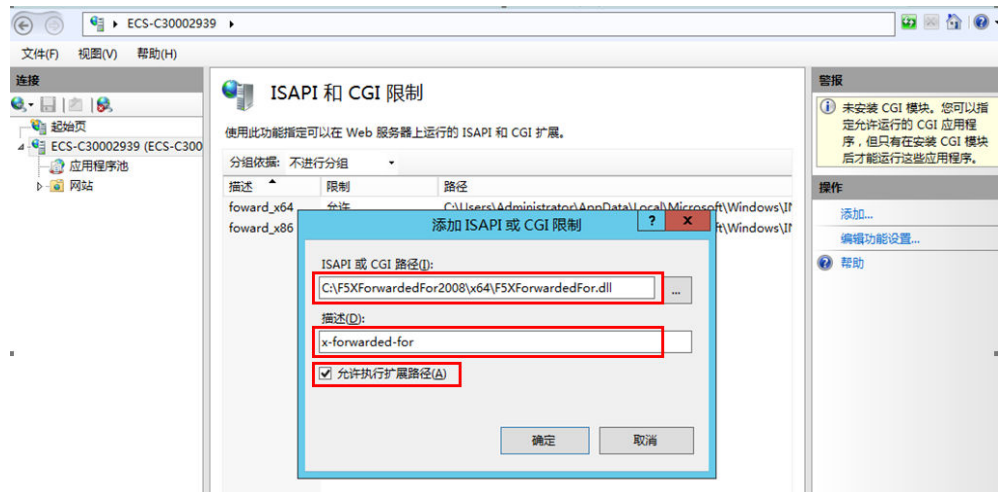 ECS-C30002939
文件(F) 视图(V) 帮助(H)
连接
起始页
ECS-C30002939 (ECS-C300
应用程序池
网站
ISAPI 和 CGI 限制
使用此功能指定可以在 Web 服务器上运行的 ISAPI 和 CGI 扩展。
分组依据: 不进行分组
描述 限制 路径
foward_x64 允许 C:\Users\Administrator\AppData\Local\Microsoft\Windows\IN
foward_x86 ft\Windows\IN
添加 ISAPI 或 CGI 限制
ISAPI 或 CGI 路径(I):
C:\F5XForwardedFor2008\x64\F5XForwardedFor.dll
...
描述(D):
x-forwarded-for
允许执行扩展路径(A)
确定 取消
警报
未安装 CGI 模块。您可以指
定允许运行的 CGI 应用程
序，但只有在安装 CGI 模块
后才能运行这些应用程序。
操作
添加...
编辑功能设置...
帮助